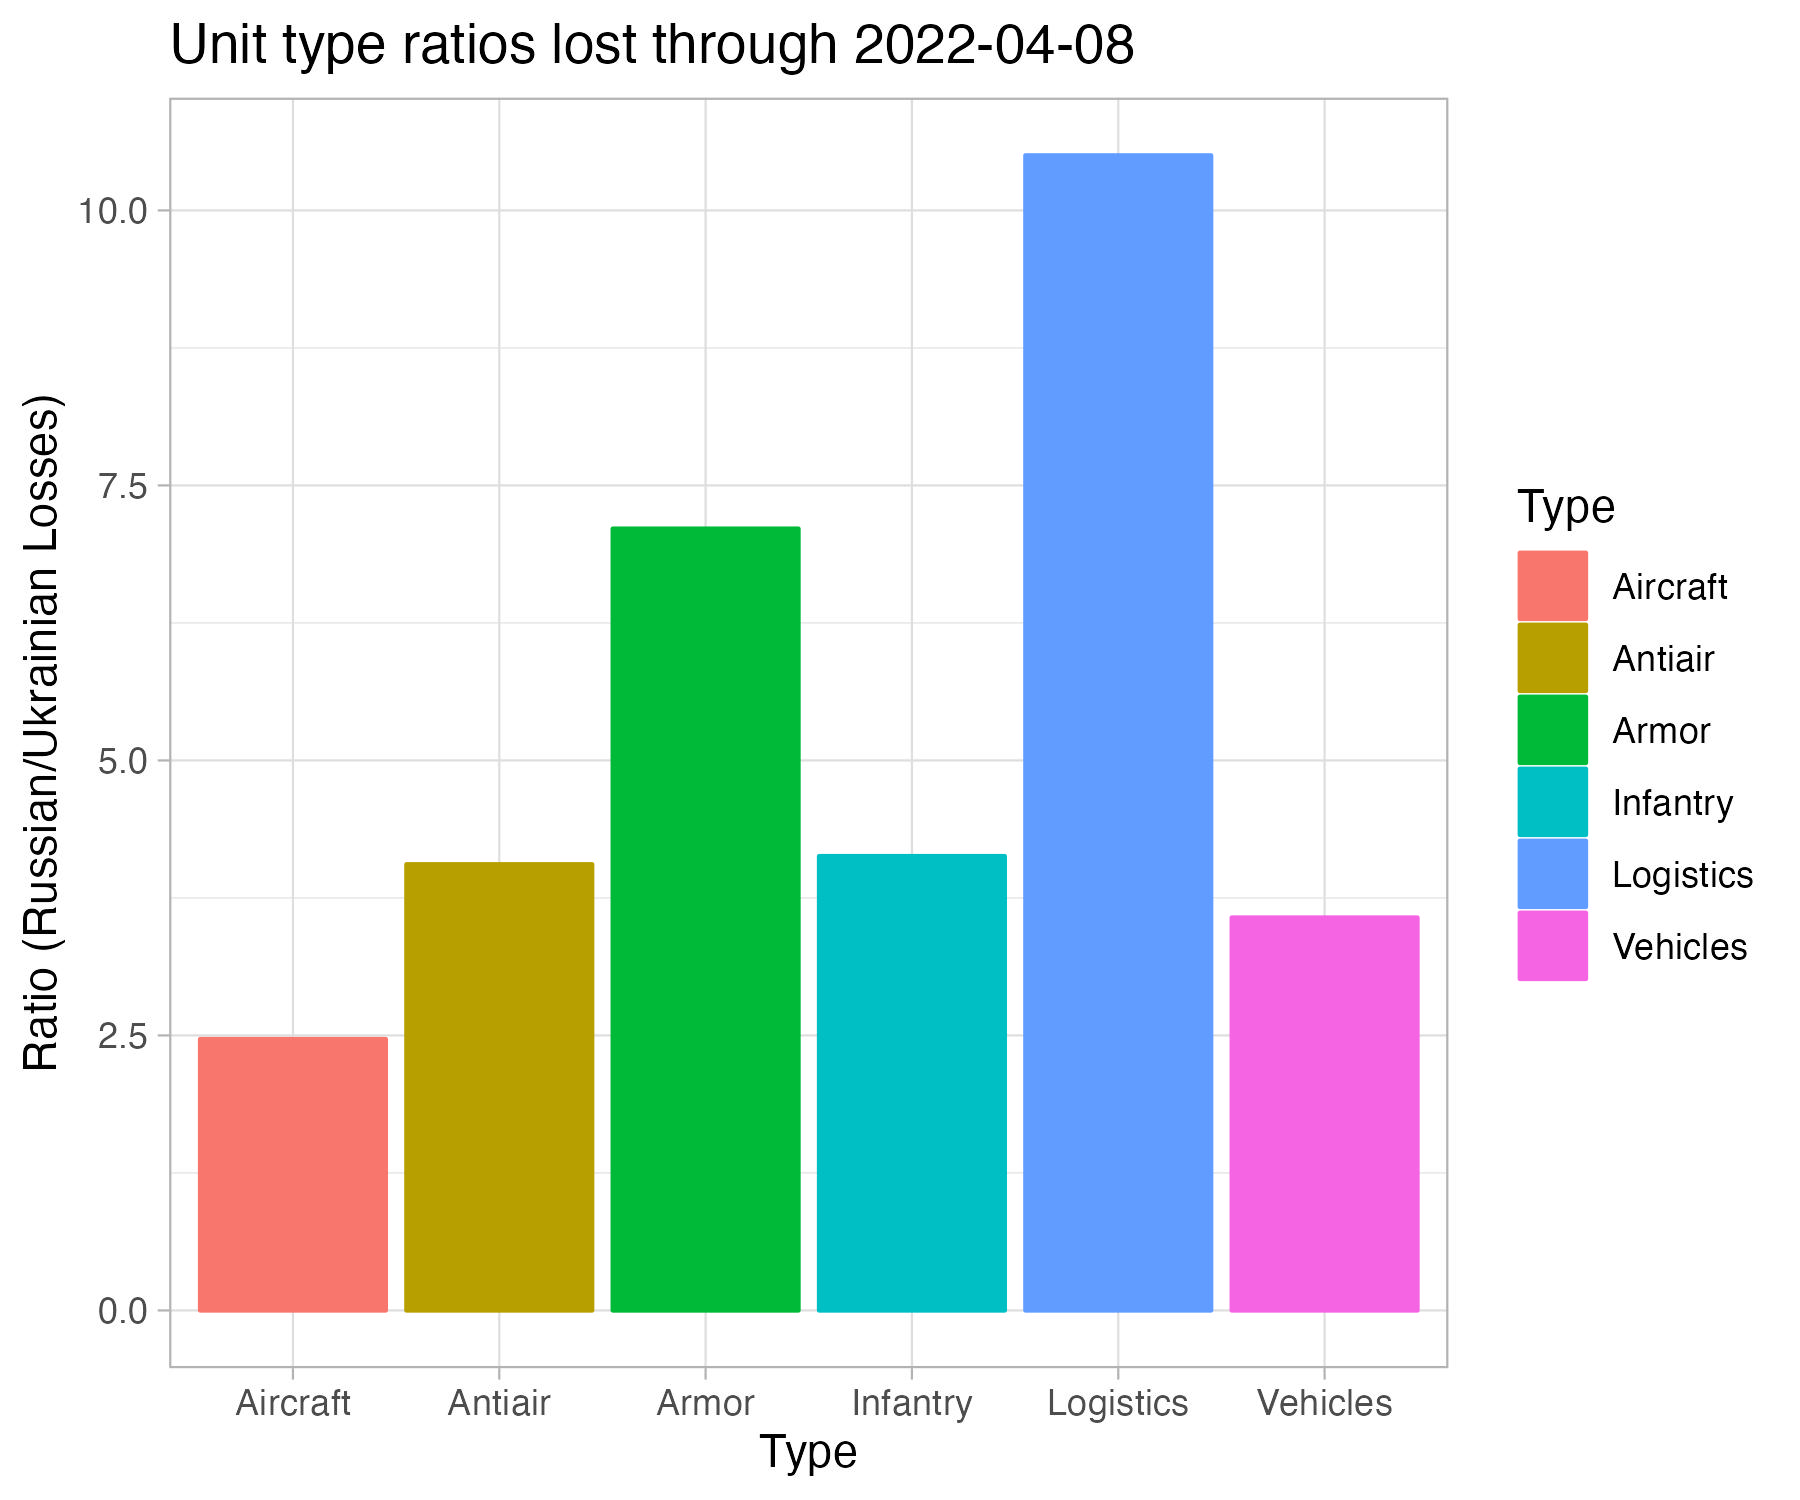 Unit type ratios lost through 2022-04-08
Ratio (Russian/Ukrainian Losses)
10.0
7.5
5.0
2.5
0.0
Aircraft Antiair Armor Infantry Logistics Vehicles
Type
Type
Aircraft
Antiair
Armor
Infantry
Logistics
Vehicles